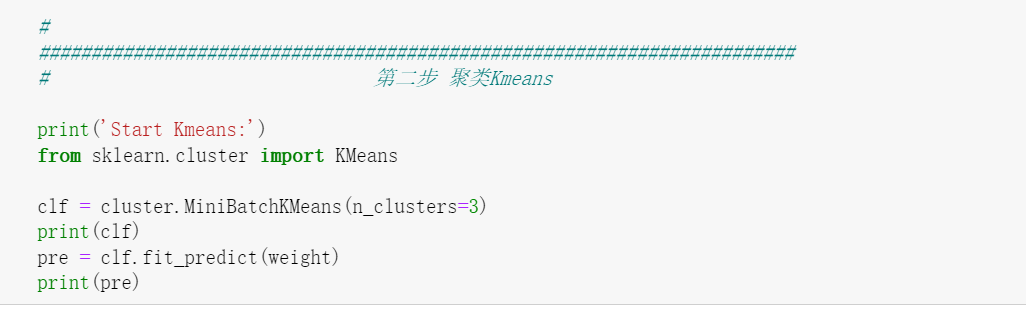 #
########################################################################
# 第二步 聚类Kmeans
print('Start Kmeans:')
from sklearn.cluster import KMeans
clf = cluster.MiniBatchKMeans(n_clusters=3)
print(clf)
pre = clf.fit_predict(weight)
print(pre)